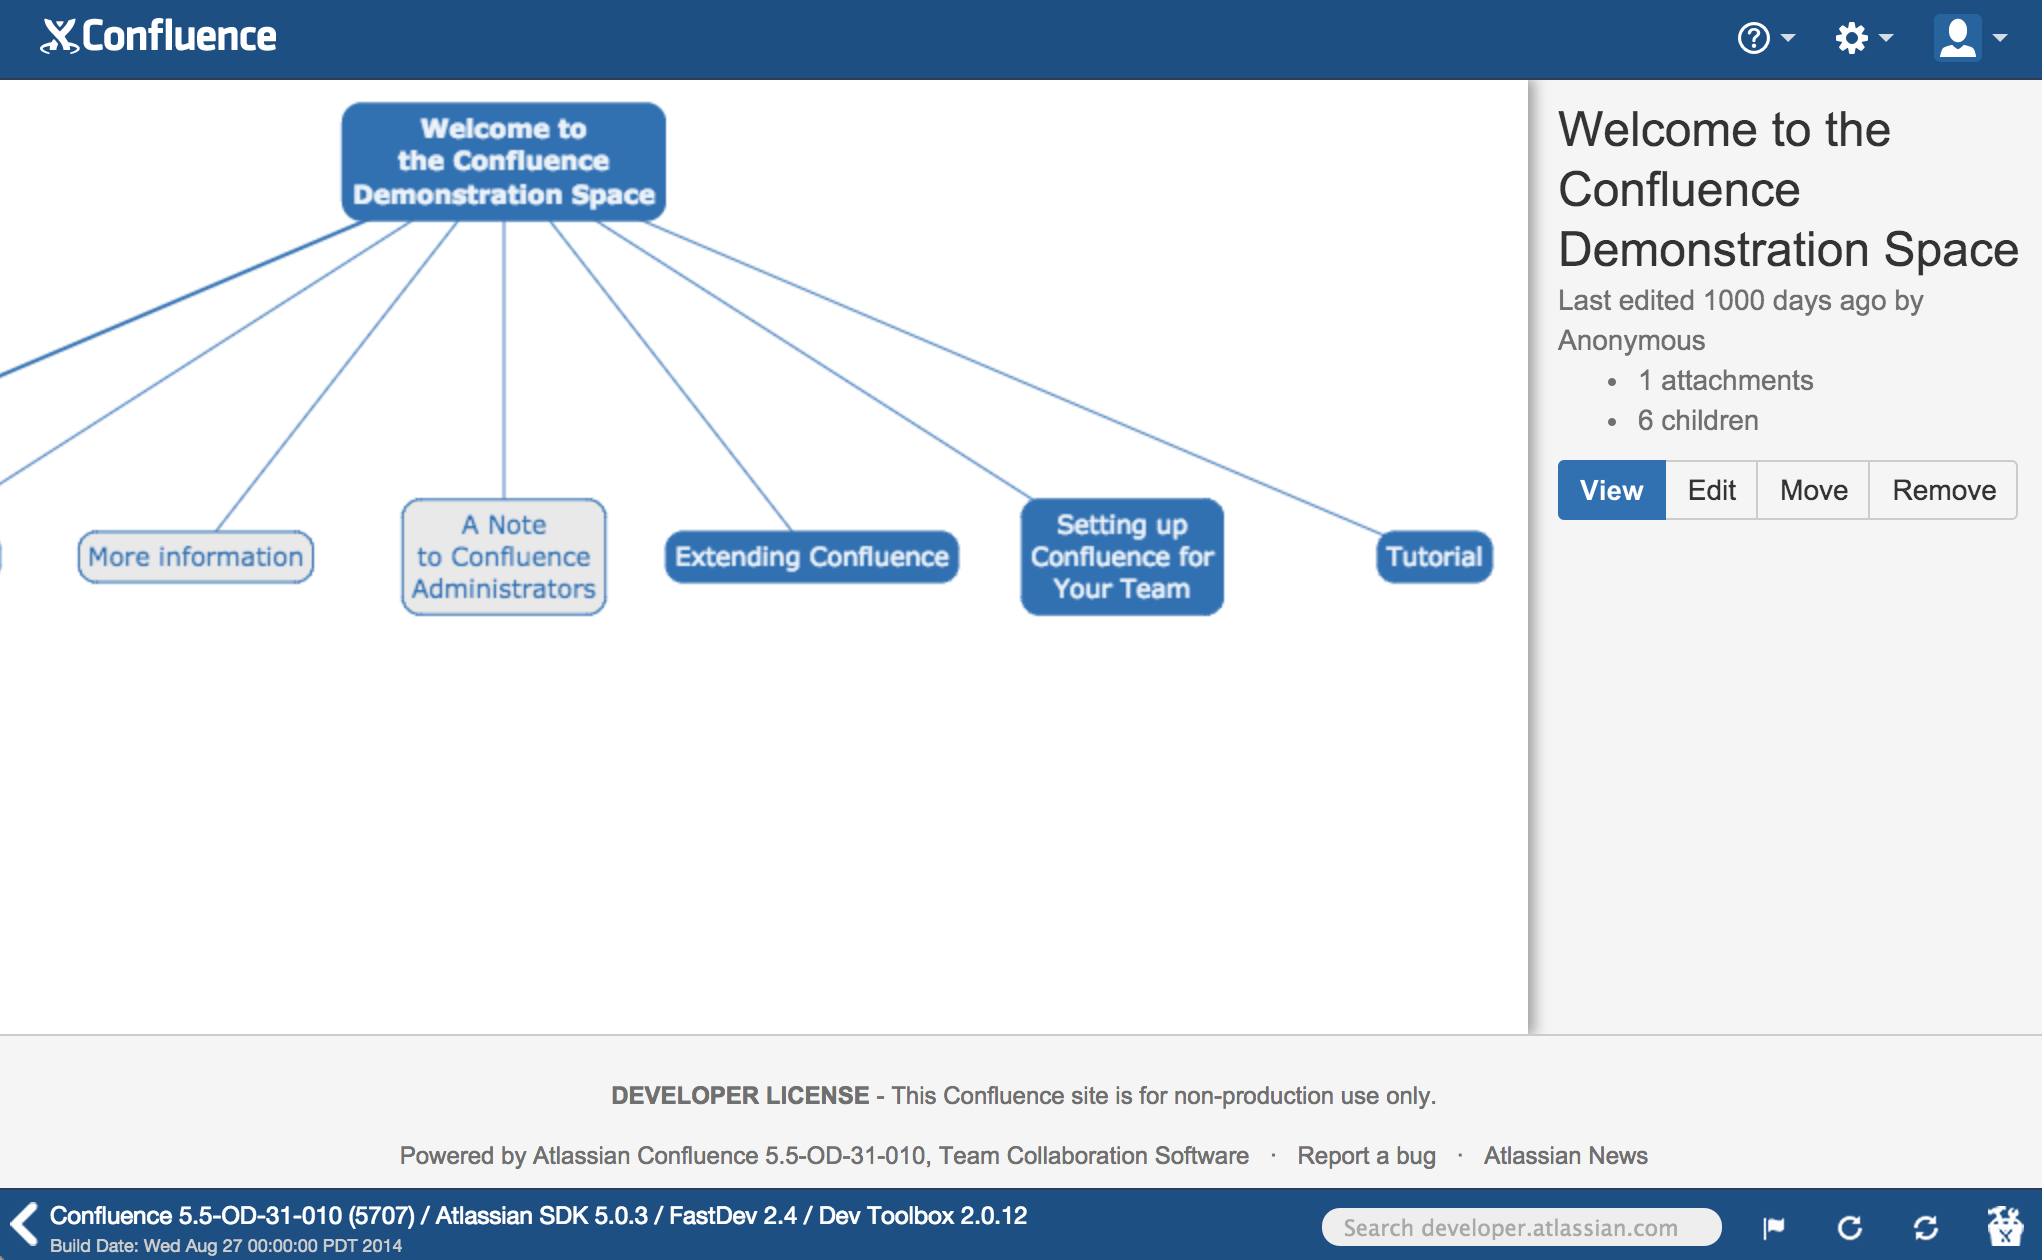 Confluence
Welcome to
the Confluence
Demonstration Space
More information
A Note
to Confluence
Administrators
Extending Confluence
Setting up
Confluence for
Your Team
Tutorial
Welcome to the
Confluence
Demonstration Space
Last edited 1000 days ago by
Anonymous
• 1 attachments
• 6 children
View Edit Move Remove
DEVELOPER LICENSE - This Confluence site is for non-production use only.
Powered by Atlassian Confluence 5.5-OD-31-010, Team Collaboration Software · Report a bug · Atlassian News
Confluence 5.5-OD-31-010 (5707) / Atlassian SDK 5.0.3 / FastDev 2.4 / Dev Toolbox 2.0.12
Build Date: Wed Aug 27 00:00:00 PDT 2014
Search developer.atlassian.com